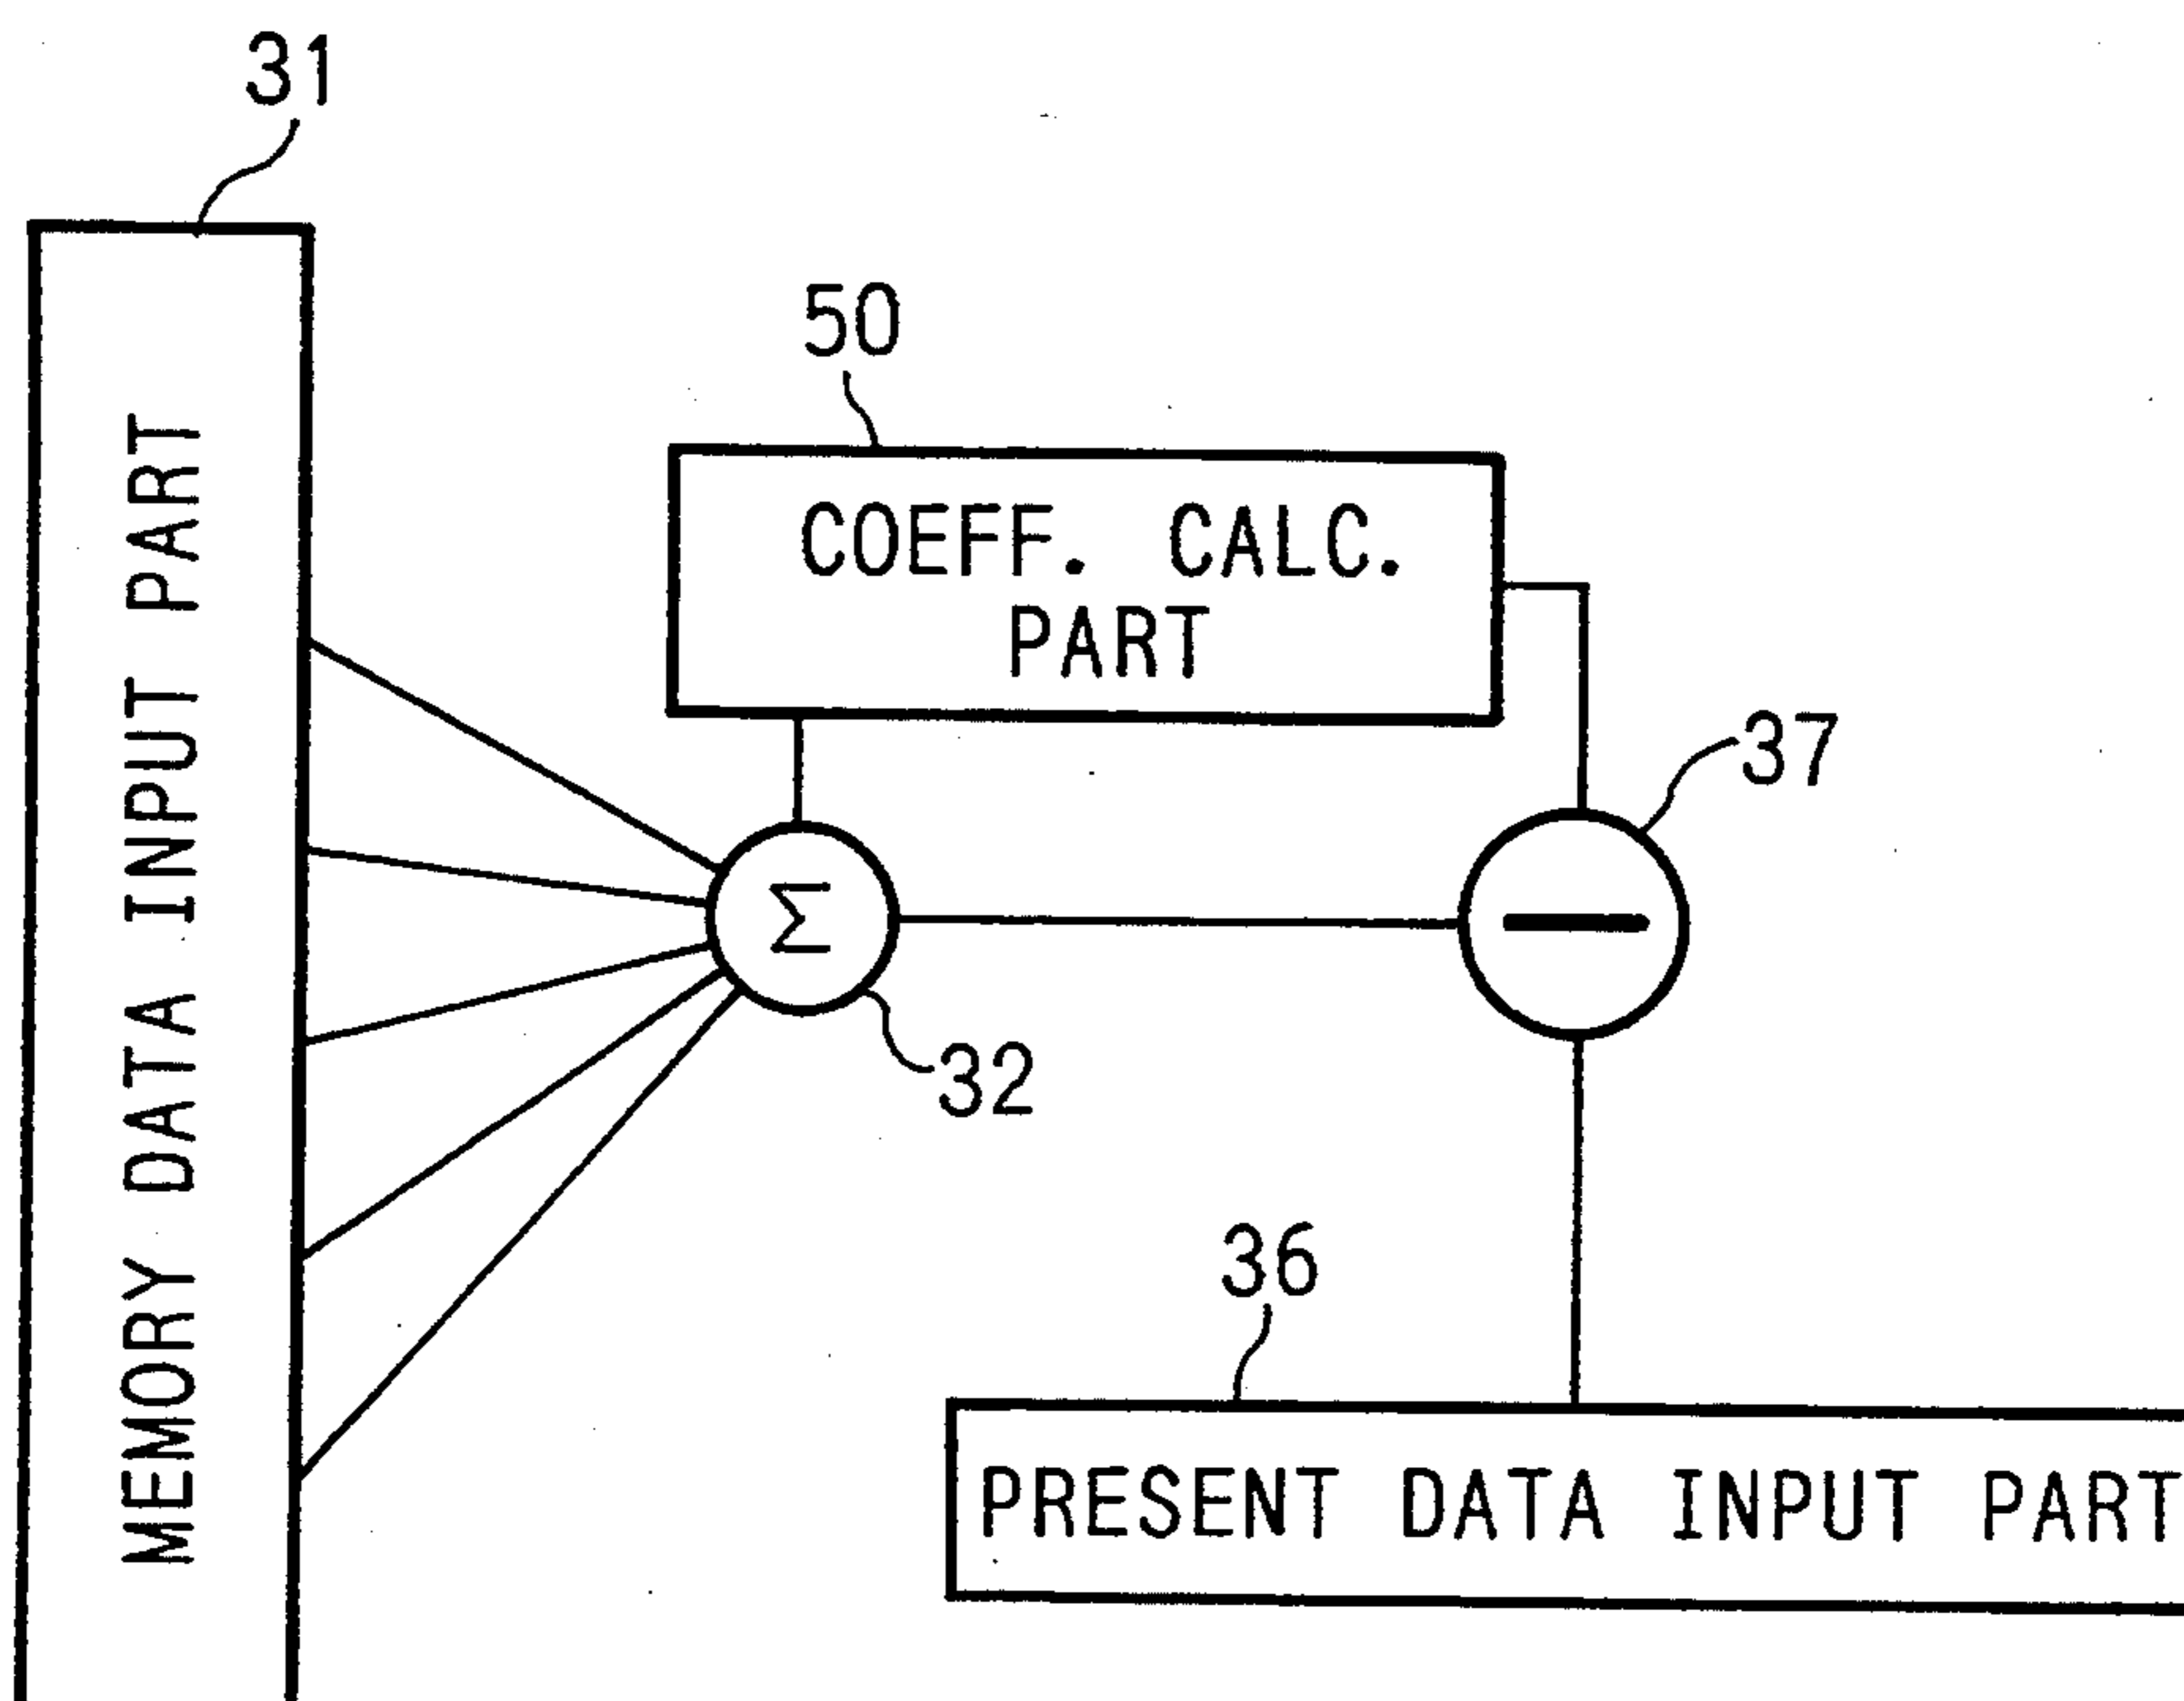 31
50
COEFF. CALC.
PART
37
MEMORY DATA INPUT PART
Σ
32
36
PRESENT DATA INPUT PART